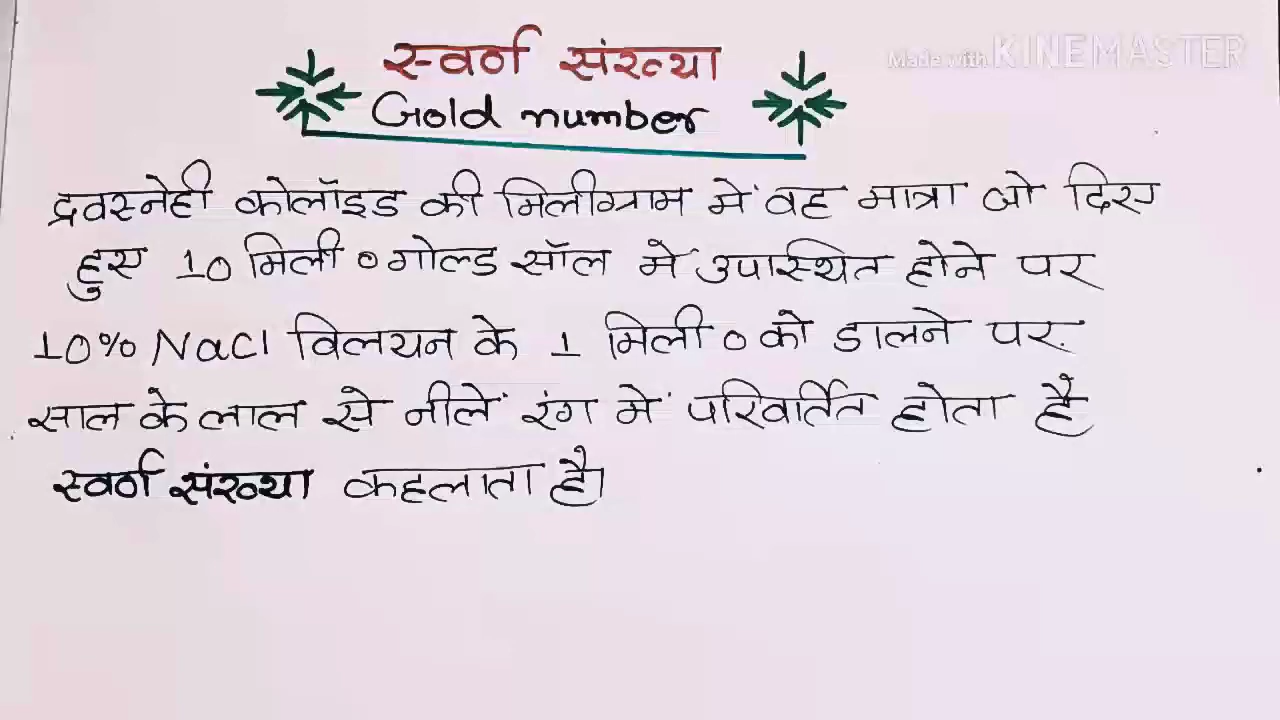 स्वर्ण संख्या
Made with KINEMASTER
Gold number
द्रवस्नेही कोलॉइड की मिलीग्राम में वह मात्रा जो दिए
हुए 10 मिली० गोल्ड सॉल में उपास्थित होने पर
10% NaCl विलयन के 1 मिली० को डालने पर
साल के लाल से नीलें रंग में परिवर्तित होता है
स्वर्ण संख्या कहलाता है।